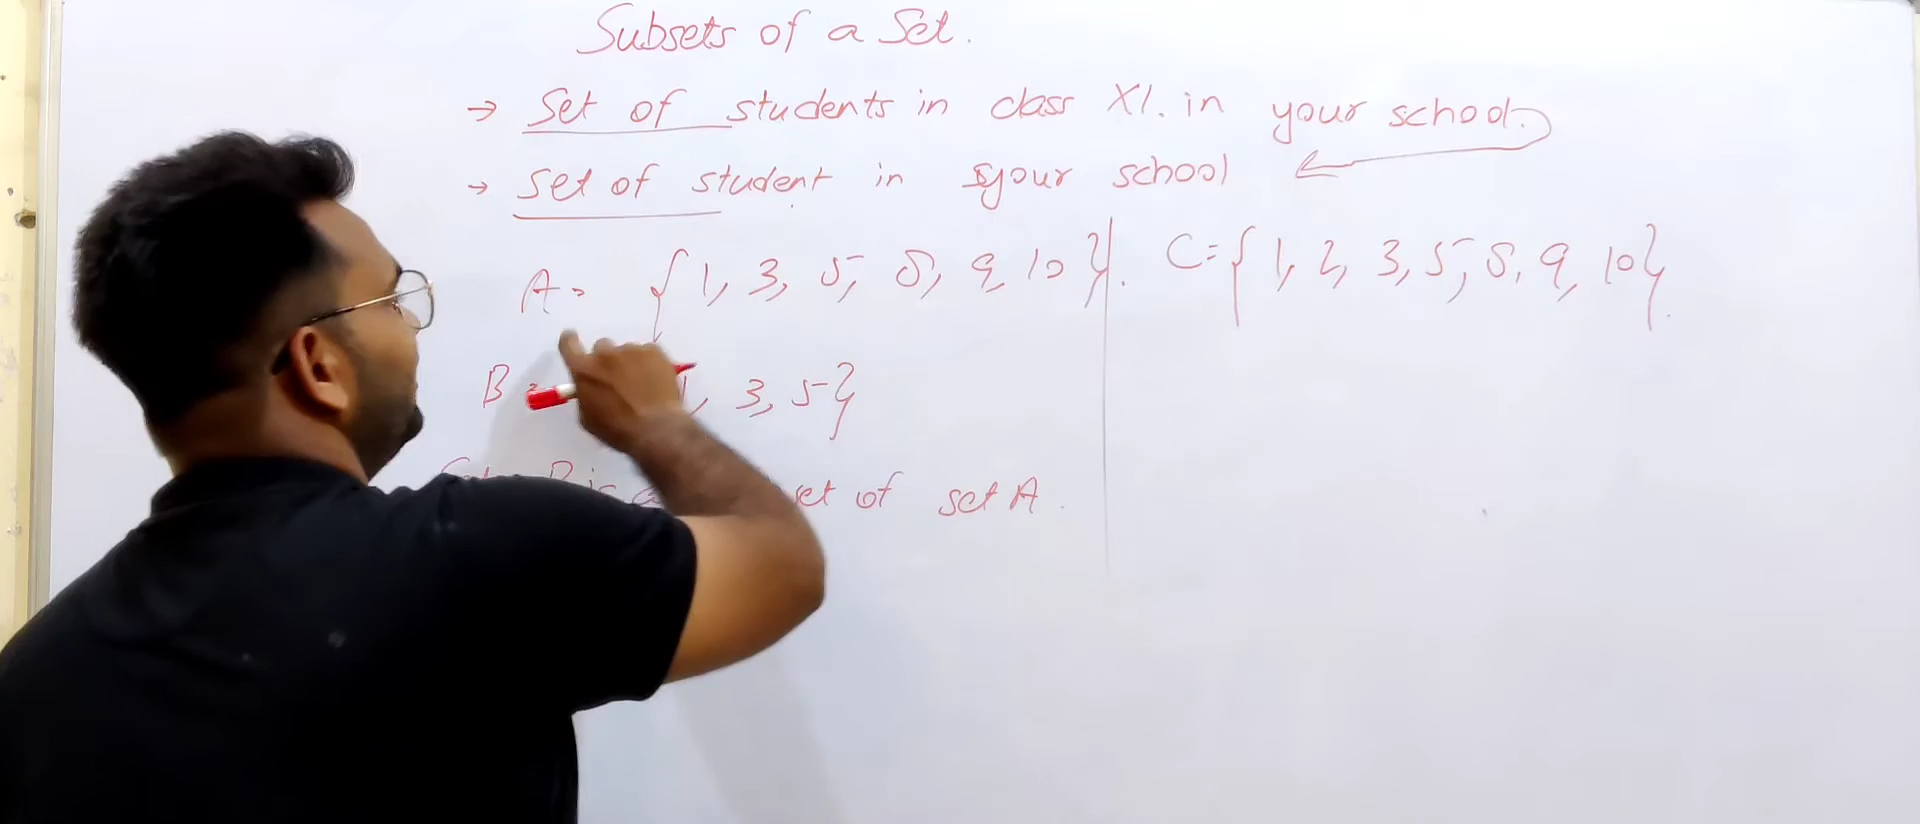 Subsets of a Set.
→ Set of students in class XI. in your school.
→ set of student in your school
A = { 1, 3, 5, 8, 9, 10 }. C = { 1, 2, 3, 5, 8, 9, 10 }.
B = 1, 3, 5 }
B is a set of set A.